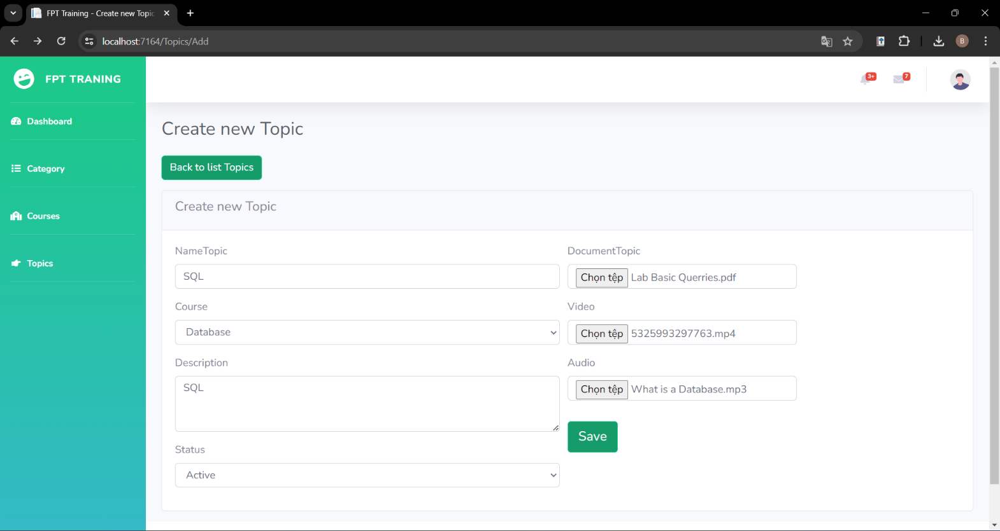 FPT Training - Create new Topic
localhost:7164/Topics/Add
B
FPT TRANING
3+
7
Dashboard
Category
Courses
Topics
Create new Topic
Back to list Topics
Create new Topic
NameTopic
SQL
Course
Database
Description
SQL
Status
Active
DocumentTopic
Chọn tệp Lab Basic Querries.pdf
Video
Chọn tệp 5325993297763.mp4
Audio
Chọn tệp What is a Database.mp3
Save